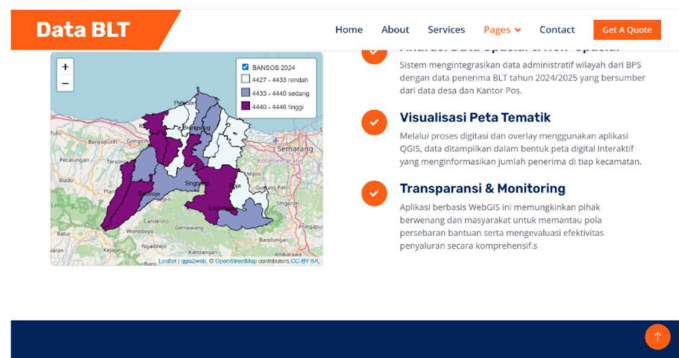 Data BLT
Home About Services Pages Contact Get A Quote
+
−
BANSOS 2024
4427 - 4433 rendah
4433 - 4440 sedang
4440 - 4446 tinggi
Semarang
Leaflet | qgis2web, © OpenStreetMap contributors CC-BY-SA
Sistem mengintegrasikan data administratif wilayah dari BPS
dengan data penerima BLT tahun 2024/2025 yang bersumber
dari data desa dan Kantor Pos.
Visualisasi Peta Tematik
Melalui proses digitasi dan overlay menggunakan aplikasi
QGIS, data ditampilkan dalam bentuk peta digital interaktif
yang menginformasikan jumlah penerima di tiap kecamatan.
Transparansi & Monitoring
Aplikasi berbasis WebGIS ini memungkinkan pihak
berwenang dan masyarakat untuk memantau pola
persebaran bantuan serta mengevaluasi efektivitas
penyaluran secara komprehensif.s